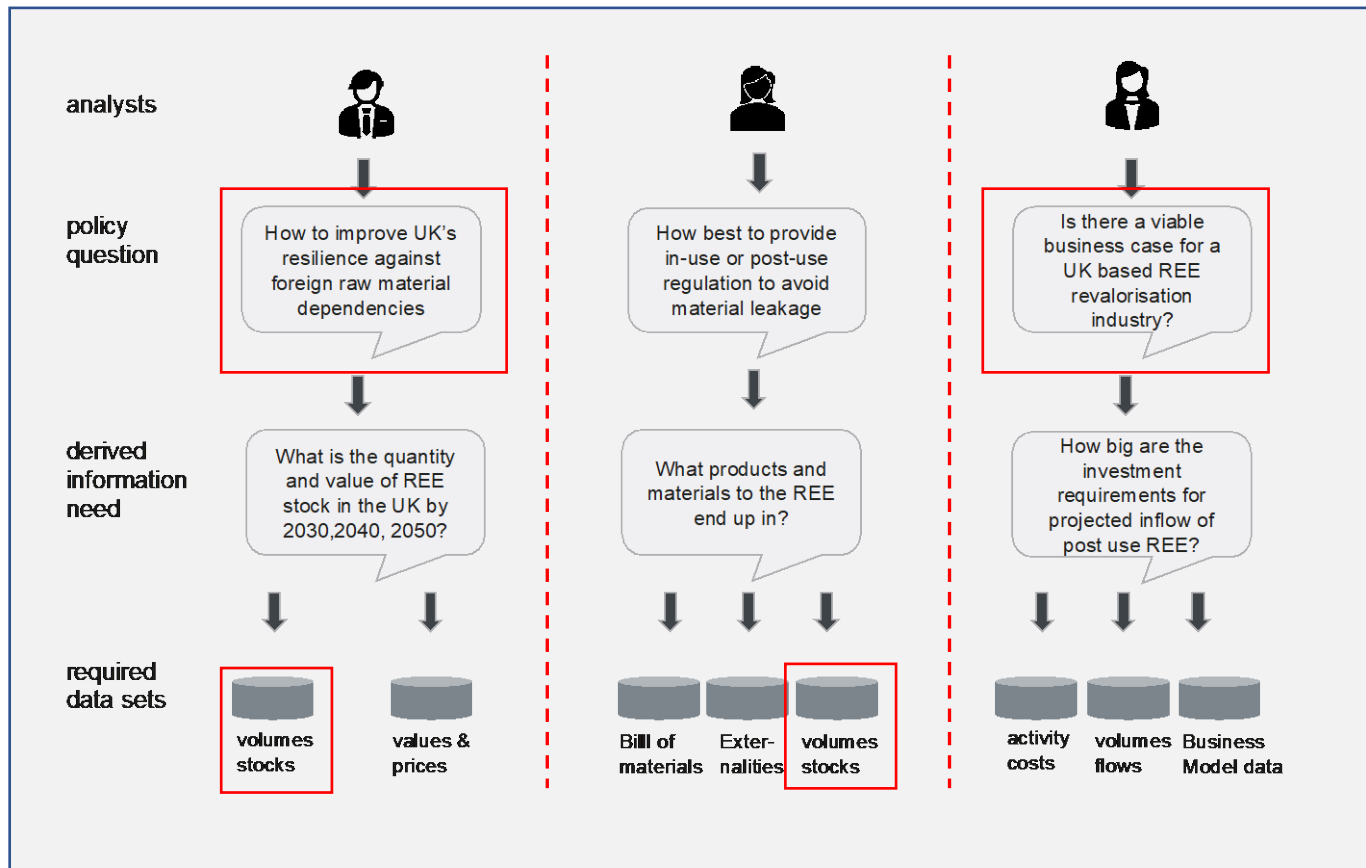 analysts
policy
question
How to improve UK's
resilience against
foreign raw material
dependencies
How best to provide
in-use or post-use
regulation to avoid
material leakage
Is there a viable
business case for a
UK based REE
revalorisation
industry?
derived
information
need
What is the quantity
and value of REE
stock in the UK by
2030,2040, 2050?
What products and
materials to the REE
end up in?
How big are the
investment
requirements for
projected inflow of
post use REE?
required
data sets
volumes
stocks
values &
prices
Billl of
materials
Exter-
nalities
volumes
stocks
activity
costs
volumes
flows
Business
Model data